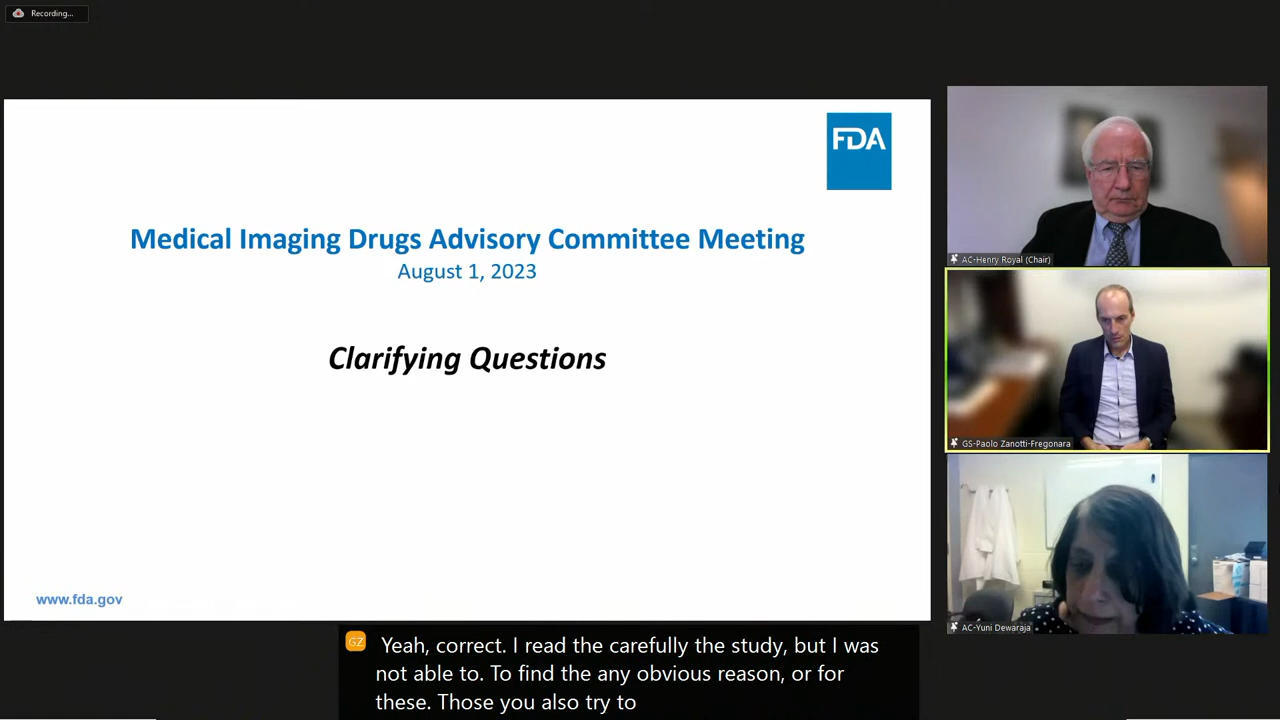 Recording...
FDA
Medical Imaging Drugs Advisory Committee Meeting
August 1, 2023
Clarifying Questions
www.fda.gov
AC-Henry Royal (Chair)
GS-Paolo Zanotti-Fregonara
AC-Yuni Dewaraja
GZ
Yeah, correct. I read the carefully the study, but I was
not able to. To find the any obvious reason, or for
these. Those you also try to